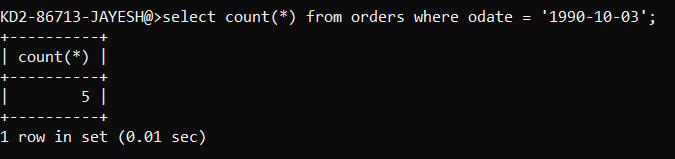 KD2-86713-JAYESH@>select count(*) from orders where odate = '1990-10-03';
+----------+
| count(*) |
+----------+
|        5 |
+----------+
1 row in set (0.01 sec)